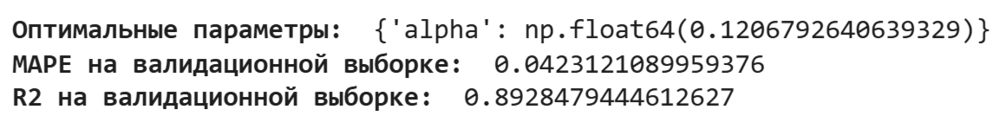 Оптимальные параметры:  {'alpha': np.float64(0.1206792640639329)}
MAPE на валидационной выборке:  0.0423121089959376
R2 на валидационной выборке:  0.8928479444612627